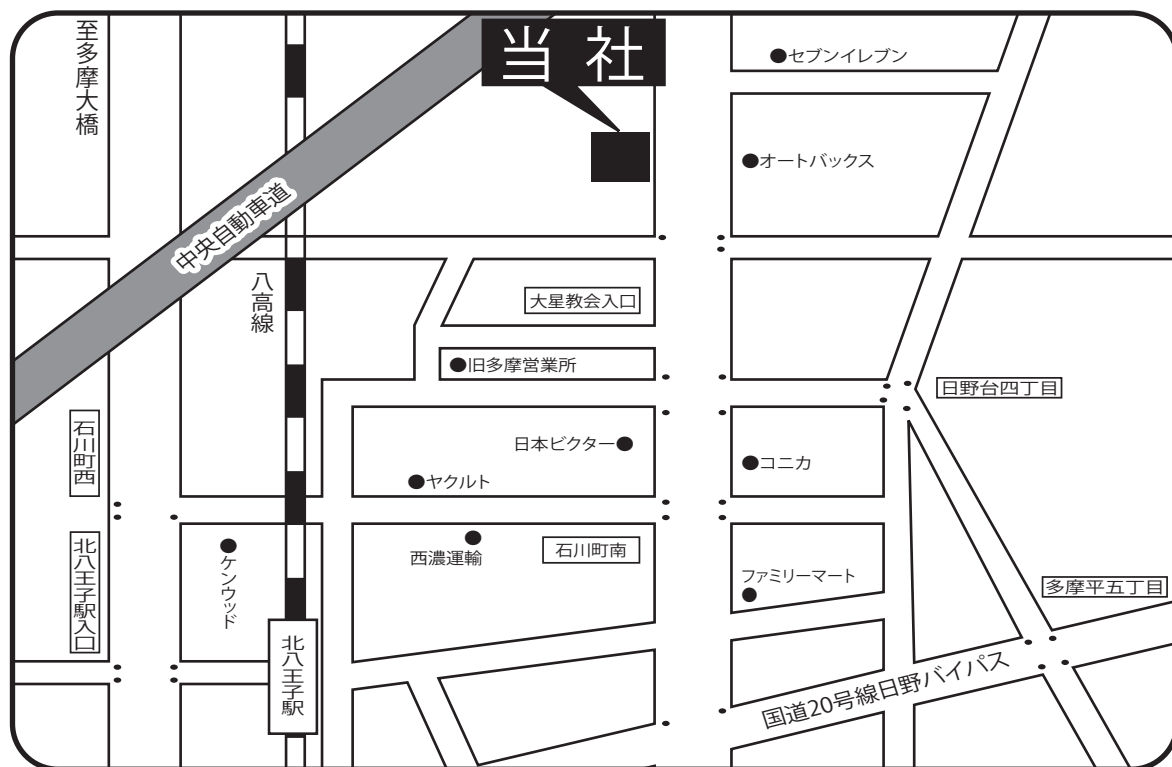 至多摩大橋
当社
セブンイレブン
オートバックス
中央自動車道
八高線
大星教会入口
旧多摩営業所
日野台四丁目
石川町西
日本ビクター
コニカ
ヤクルト
北八王子駅入口
ケンウッド
西濃運輸
石川町南
ファミリーマート
多摩平五丁目
北八王子駅
国道20号線日野バイパス